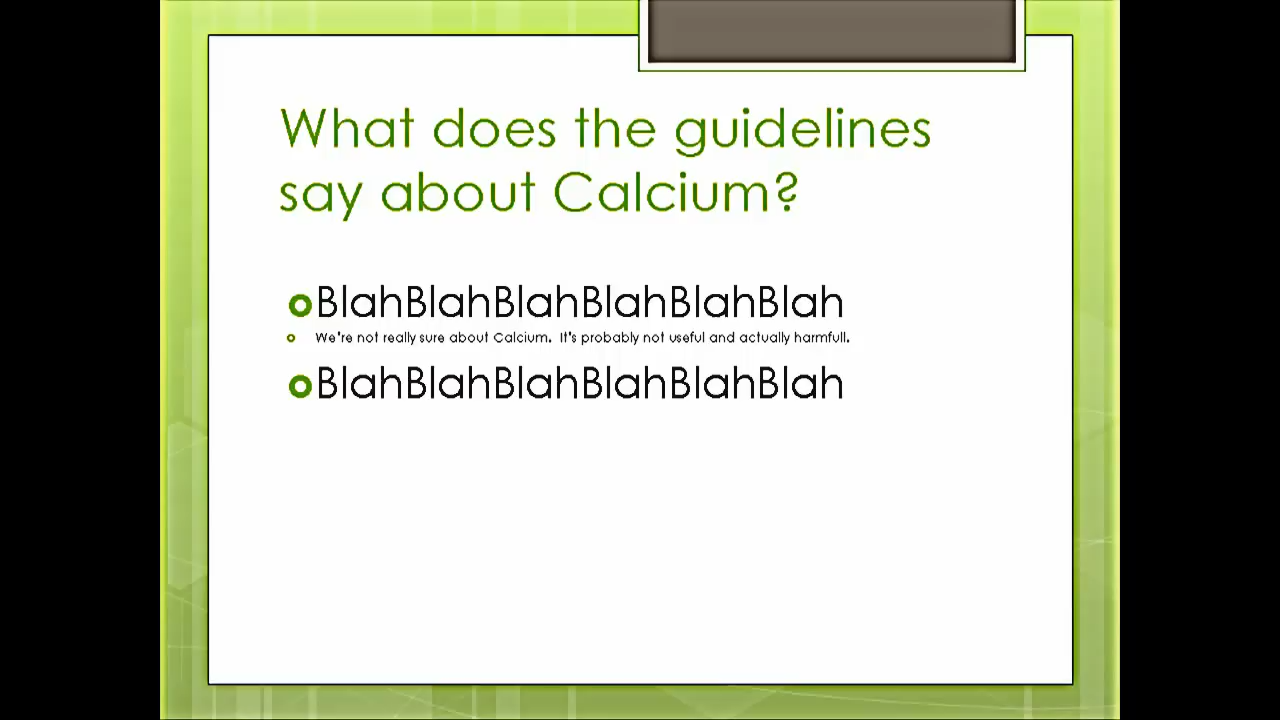 What does the guidelines
say about Calcium?
BlahBlahBlahBlahBlahBlah
We're not really sure about Calcium. It's probably not useful and actually harmfull.
BlahBlahBlahBlahBlahBlah